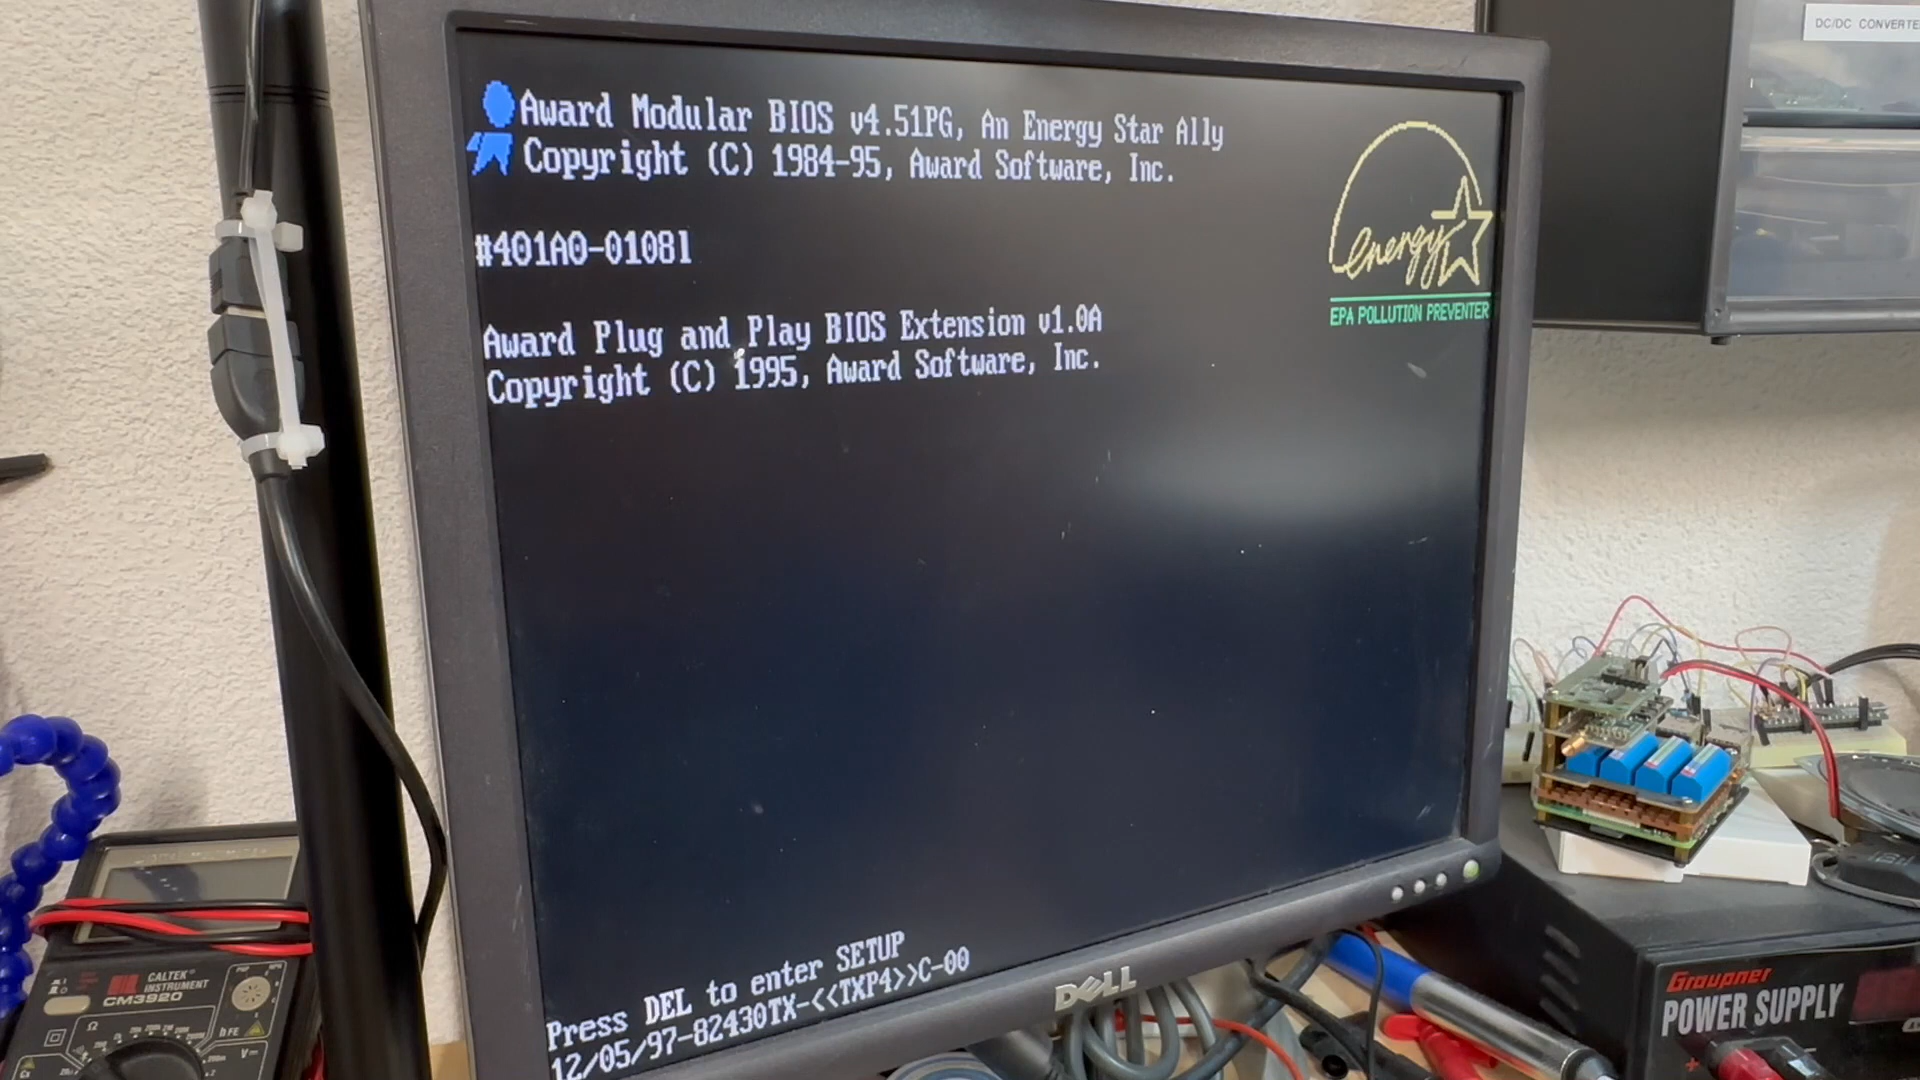 Award Modular BIOS v4.51PG, An Energy Star Ally
Copyright (C) 1984-95, Award Software, Inc.
#401A0-0108l
energy
EPA POLLUTION PREVENTER
Award Plug and Play BIOS Extension v1.0A
Copyright (C) 1995, Award Software, Inc.
Press DEL to enter SETUP
12/05/97-82430TX-<<TXP4>>C-00
DELL
DC/DC CONVERTE
CALTEK
INSTRUMENT
CM3920
hFE
Graupner
POWER SUPPLY